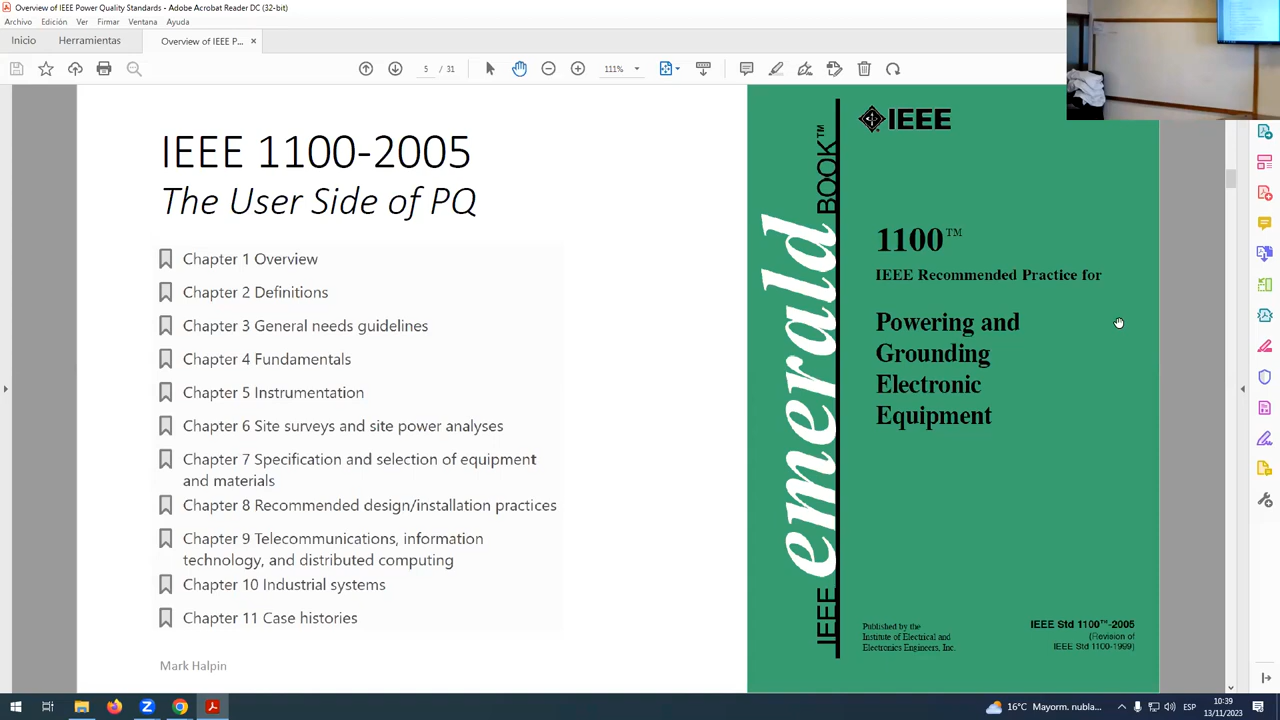 Overview of IEEE Power Quality Standards - Adobe Acrobat Reader DC (32-bit)
Archivo Edición Ver Firmar Ventana Ayuda
Inicio Herramientas Overview of IEEE P... ×
5 / 31 111%
IEEE 1100-2005
The User Side of PQ
Chapter 1 Overview
Chapter 2 Definitions
Chapter 3 General needs guidelines
Chapter 4 Fundamentals
Chapter 5 Instrumentation
Chapter 6 Site surveys and site power analyses
Chapter 7 Specification and selection of equipment
and materials
Chapter 8 Recommended design/installation practices
Chapter 9 Telecommunications, information
technology, and distributed computing
Chapter 10 Industrial systems
Chapter 11 Case histories
Mark Halpin
IEEE emerald BOOK™
IEEE
1100™
IEEE Recommended Practice for
Powering and
Grounding
Electronic
Equipment
Published by the
Institute of Electrical and
Electronics Engineers, Inc.
IEEE Std 1100™-2005
(Revision of
IEEE Std 1100-1999)
16°C Mayorm. nubla...
ESP
10:39
13/11/2023